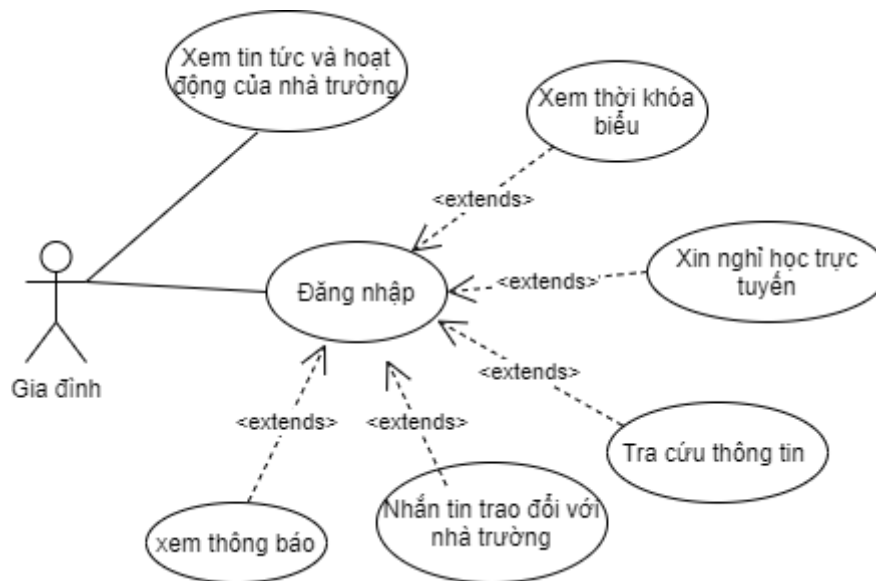 Xem tin tức và hoạt
động của nhà trường
Xem thời khóa
biểu
<extends>
Xin nghỉ học trực
tuyến
<extends>
Đăng nhập
Gia đình
<extends>
<extends>
<extends>
Tra cứu thông tin
Nhắn tin trao đổi với
nhà trường
xem thông báo